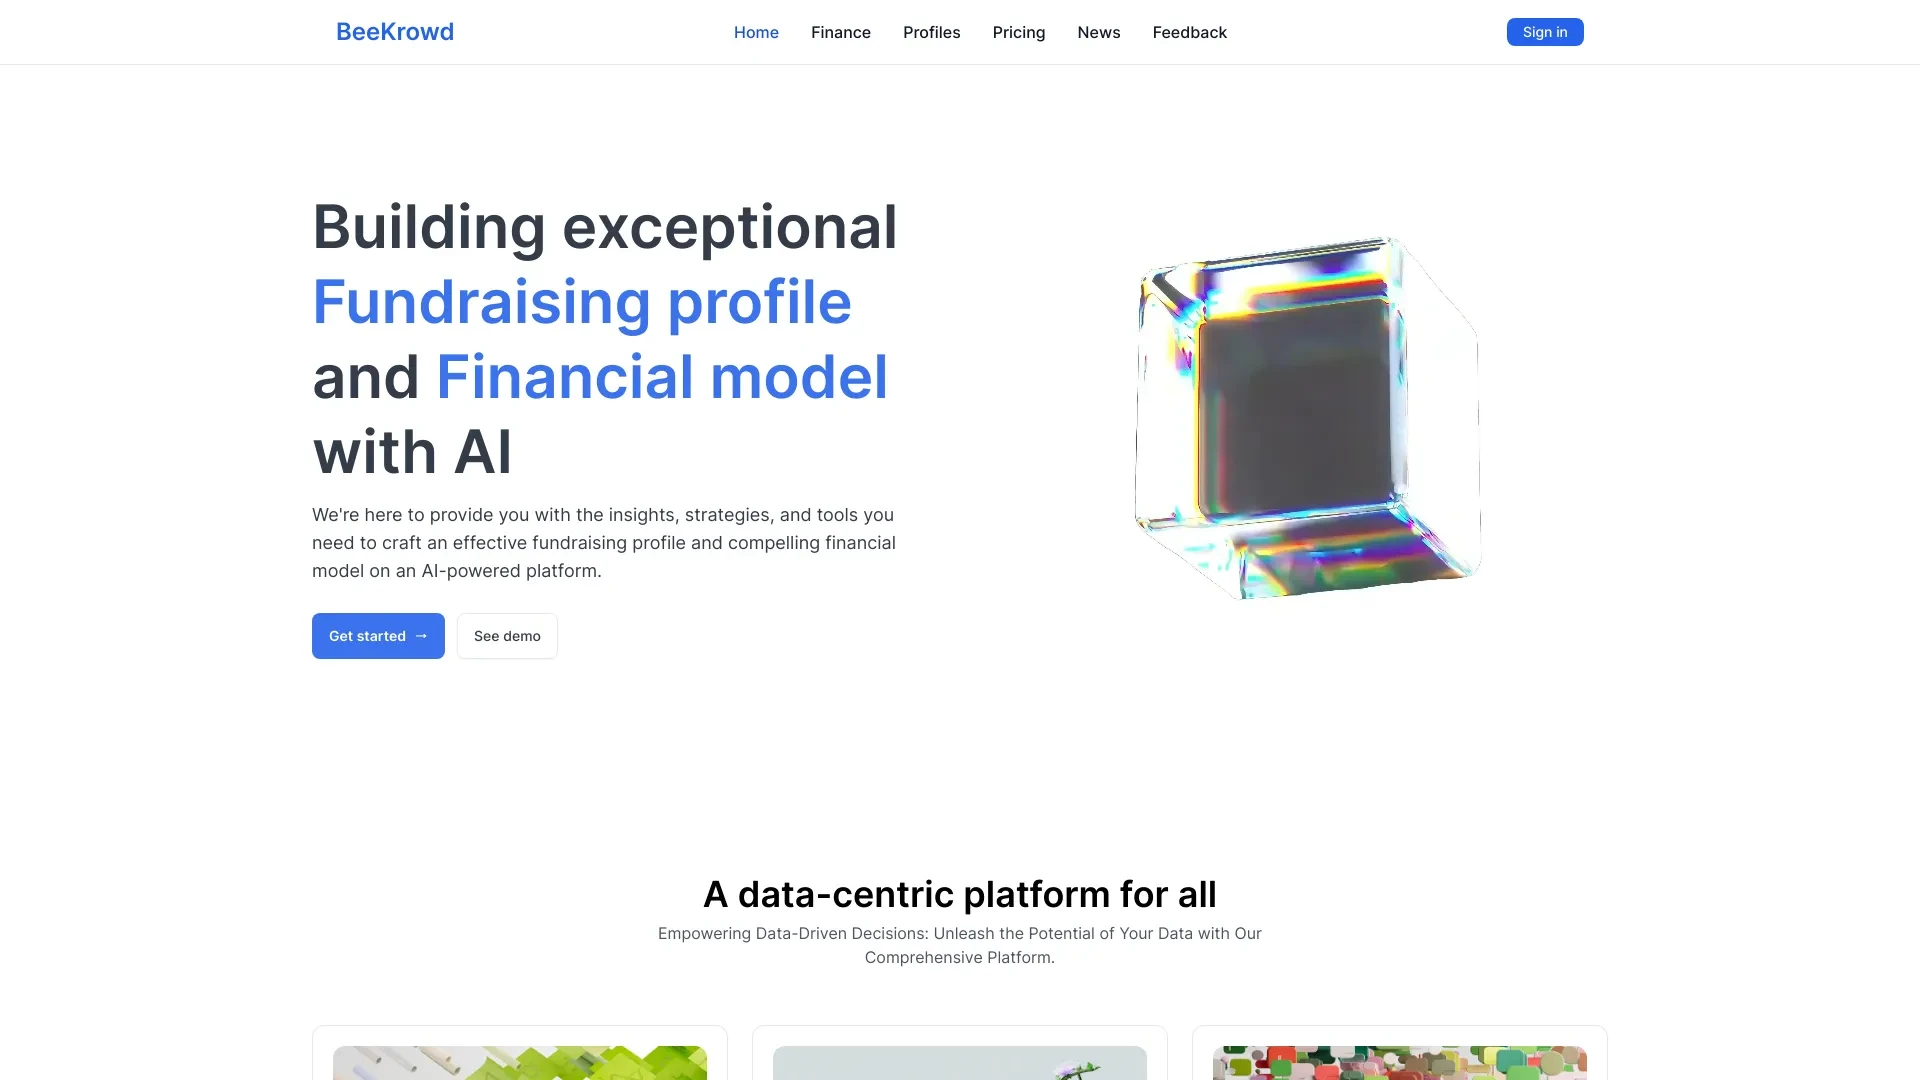 BeeKrowd
Home
Finance
Profiles
Pricing
News
Feedback
Sign in
Building exceptional
Fundraising profile
and Financial model
with AI
We're here to provide you with the insights, strategies, and tools you
need to craft an effective fundraising profile and compelling financial
model on an AI-powered platform.
Get started →
See demo
A data-centric platform for all
Empowering Data-Driven Decisions: Unleash the Potential of Your Data with Our
Comprehensive Platform.